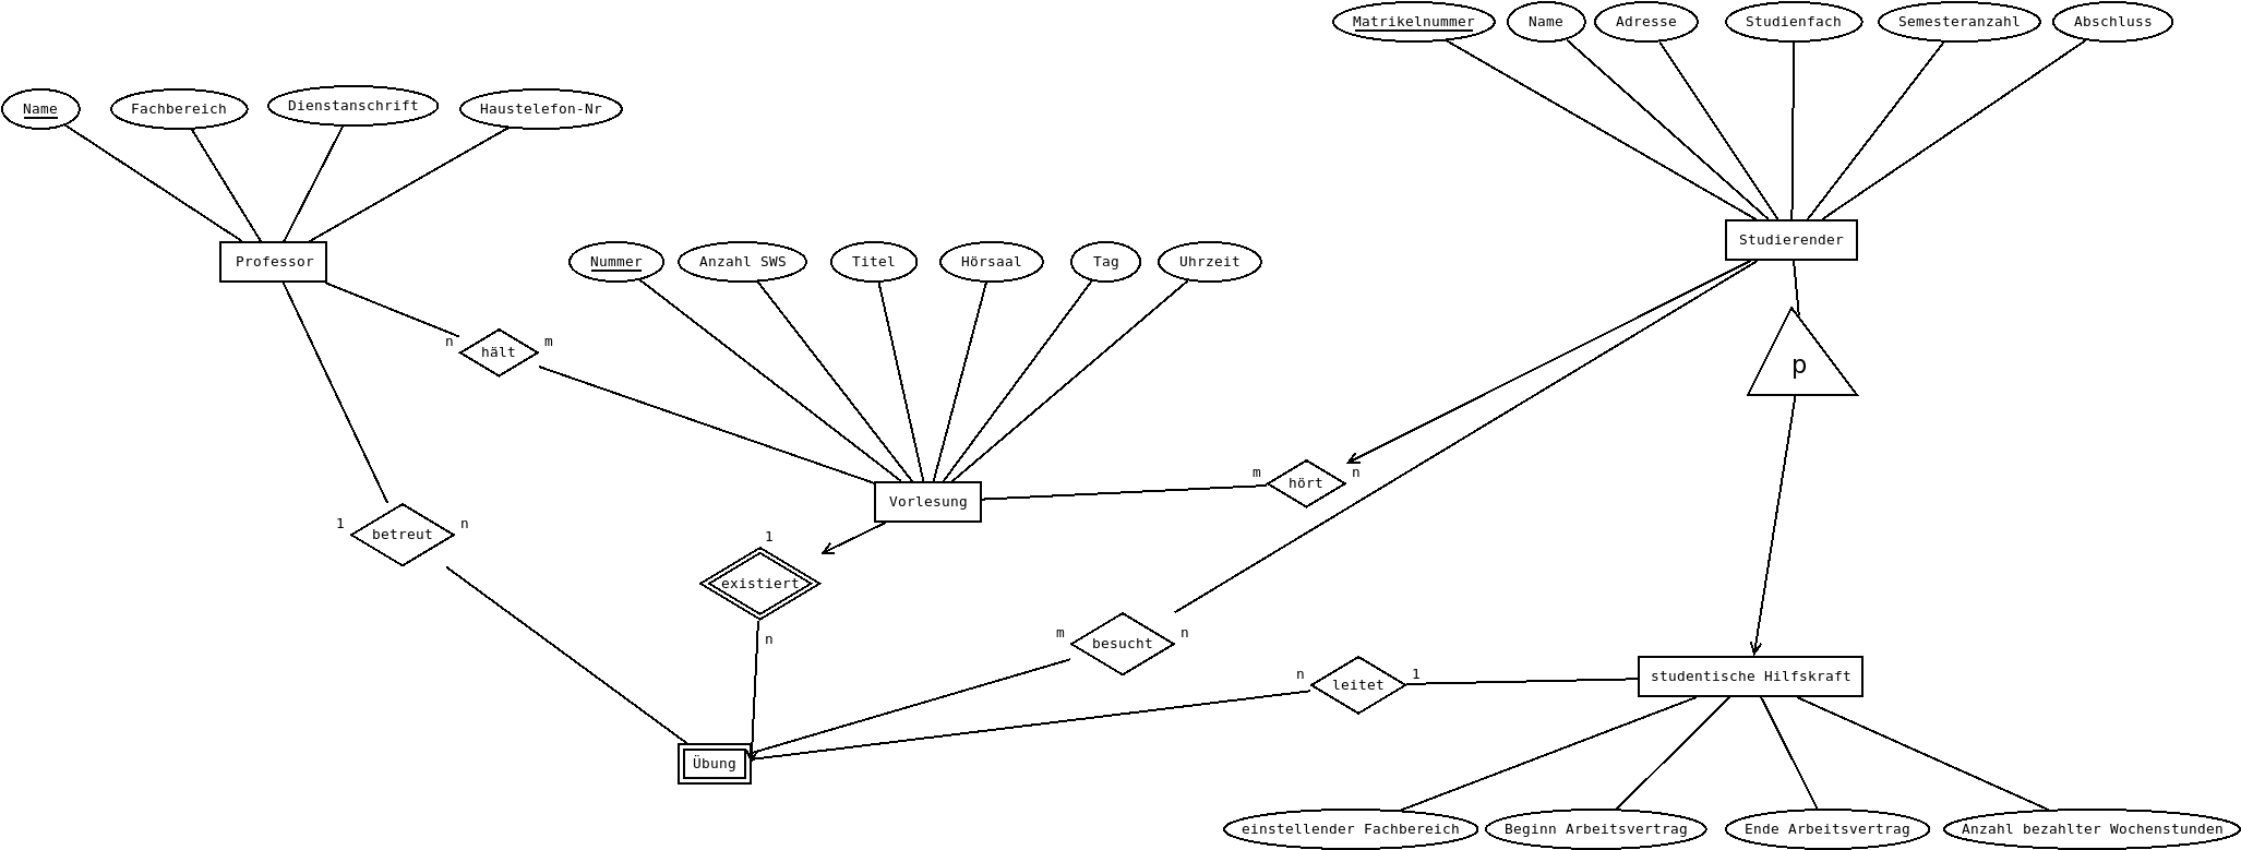 Matrikelnummer Name Adresse Studienfach Semesteranzahl Abschluss
Name Fachbereich Dienstanschrift Haustelefon-Nr
Studierender
Professor Nummer Anzahl SWS Titel Hörsaal Tag Uhrzeit
n hält m
p
m hört n
Vorlesung
1 betreut n
1
existiert
n
m besucht n
n leitet 1
studentische Hilfskraft
Übung
einstellender Fachbereich Beginn Arbeitsvertrag Ende Arbeitsvertrag Anzahl bezahlter Wochenstunden